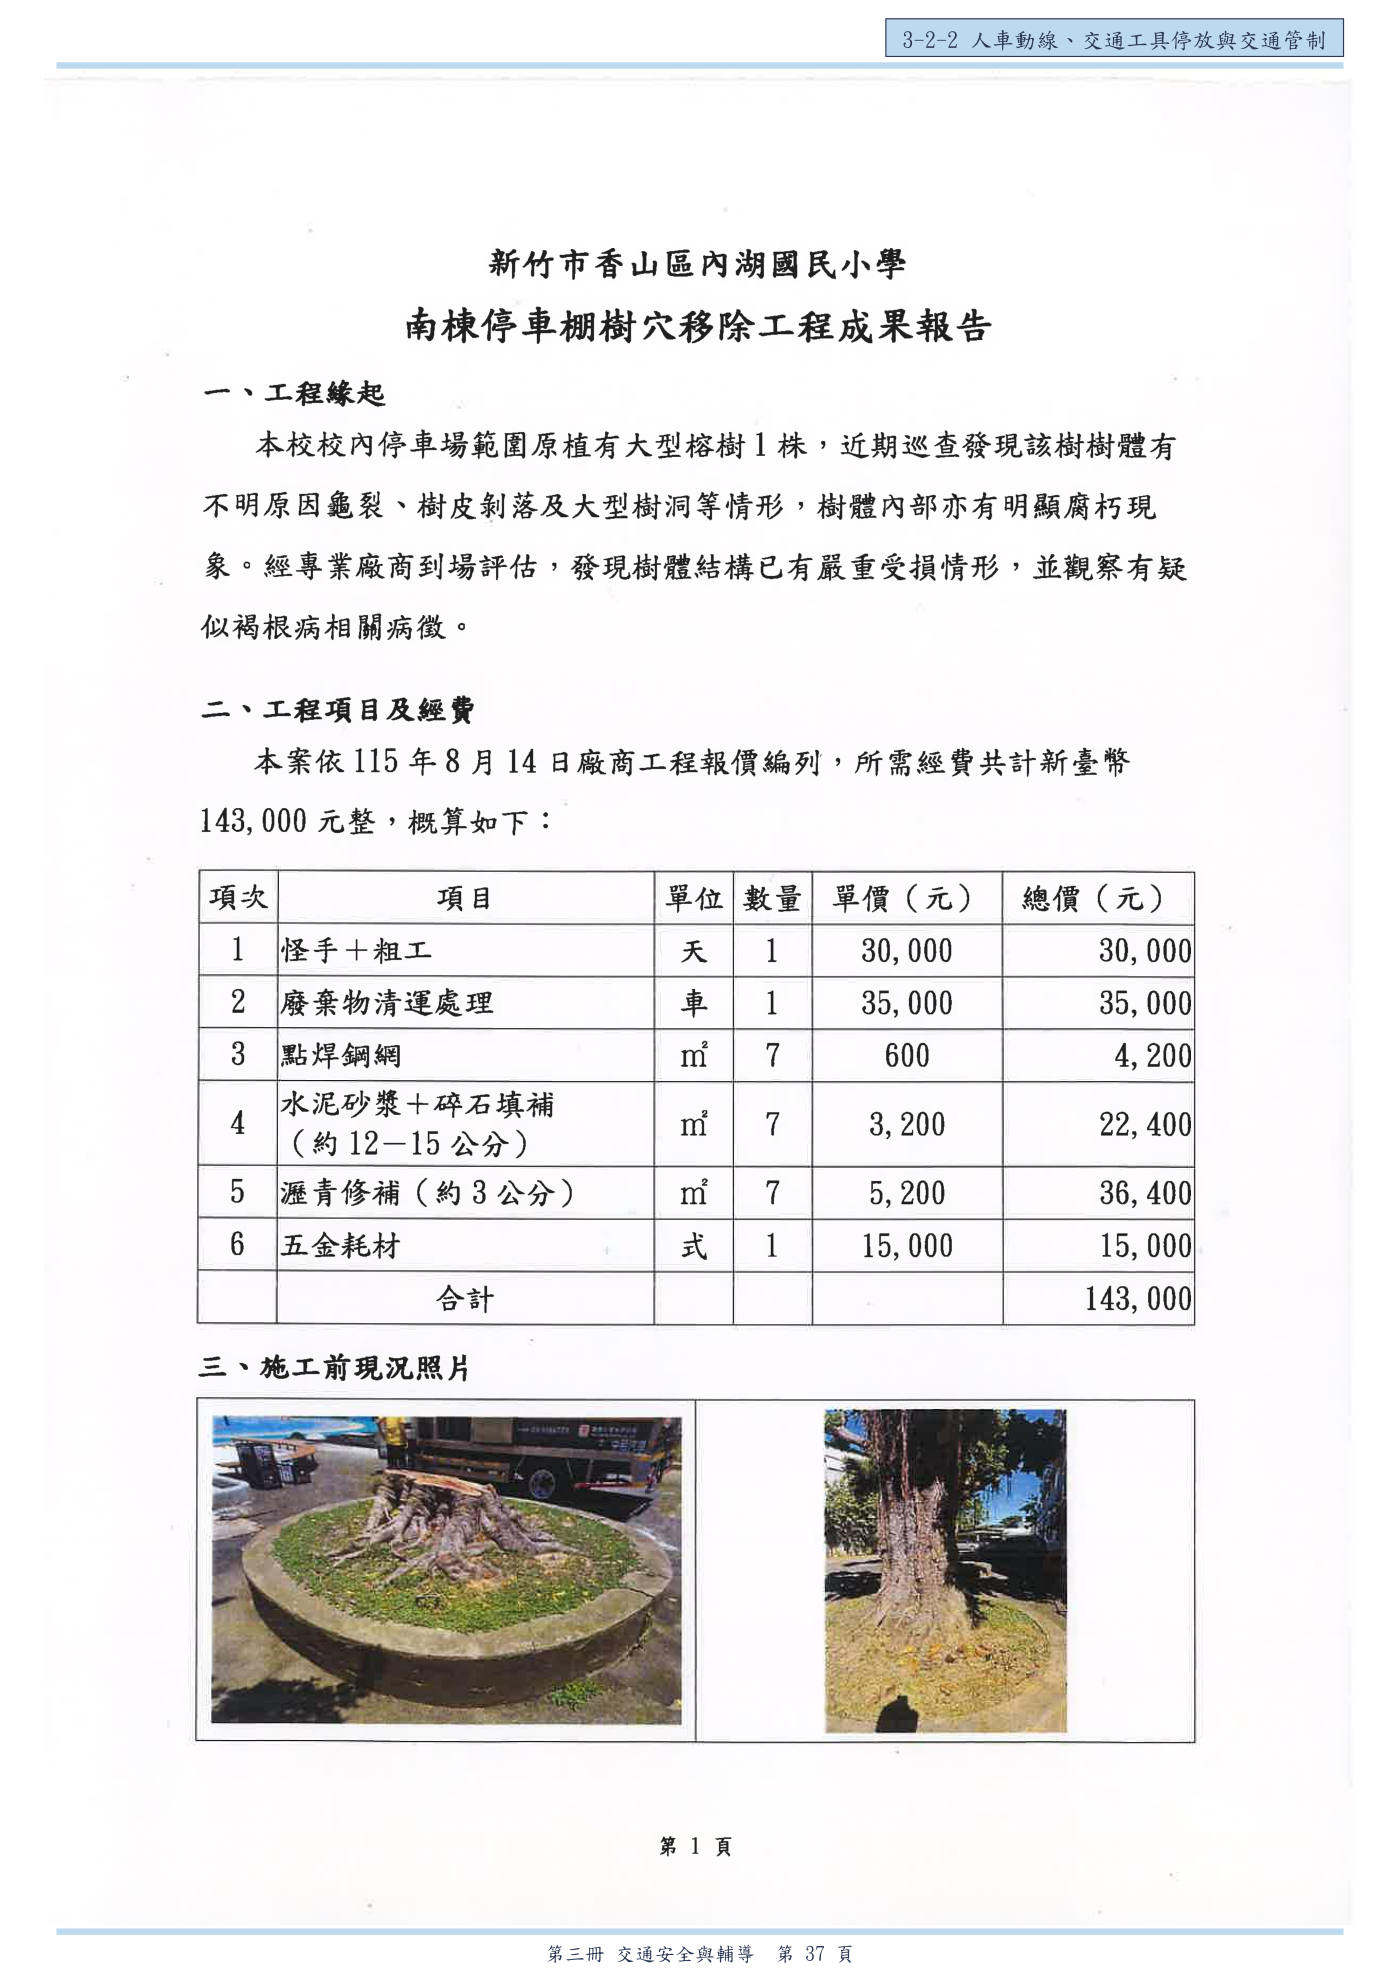 3-2-2 人車動線、交通工具停放與交通管制
新竹市香山區內湖國民小學
南棟停車棚樹穴移除工程成果報告
一、工程緣起
本校校內停車場範圍原植有大型榕樹1株，近期巡查發現該樹樹體有
不明原因龜裂、樹皮剝落及大型樹洞等情形，樹體內部亦有明顯腐朽現
象。經專業廠商到場評估，發現樹體結構已有嚴重受損情形，並觀察有疑
似褐根病相關病徵。
二、工程項目及經費
本案依 115 年 8 月 14 日廠商工程報價編列，所需經費共計新臺幣
143,000 元整，概算如下：
項次 項目 單位 數量 單價（元） 總價（元）
1 怪手＋粗工 天 1 30,000 30,000
2 廢棄物清運處理 車 1 35,000 35,000
3 點焊鋼網 ㎡ 7 600 4,200
4 水泥砂漿＋碎石填補 ㎡ 7 3,200 22,400
（約 12－15 公分）
5 瀝青修補（約 3 公分） ㎡ 7 5,200 36,400
6 五金耗材 式 1 15,000 15,000
合計 143,000
三、施工前現況照片
第 1 頁
第三冊 交通安全與輔導 第 37 頁